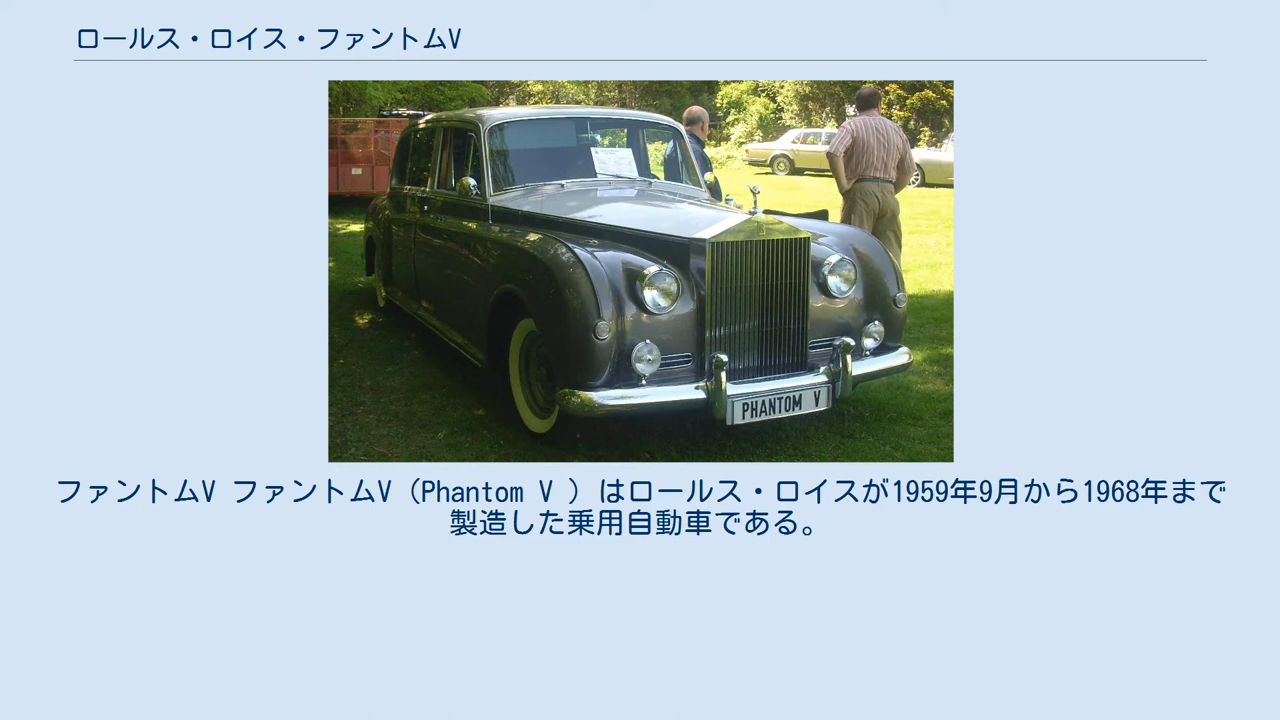 ロールス・ロイス・ファントムV
PHANTOM V
ファントムV ファントムV（Phantom V ）はロールス・ロイスが1959年9月から1968年まで
製造した乗用自動車である。